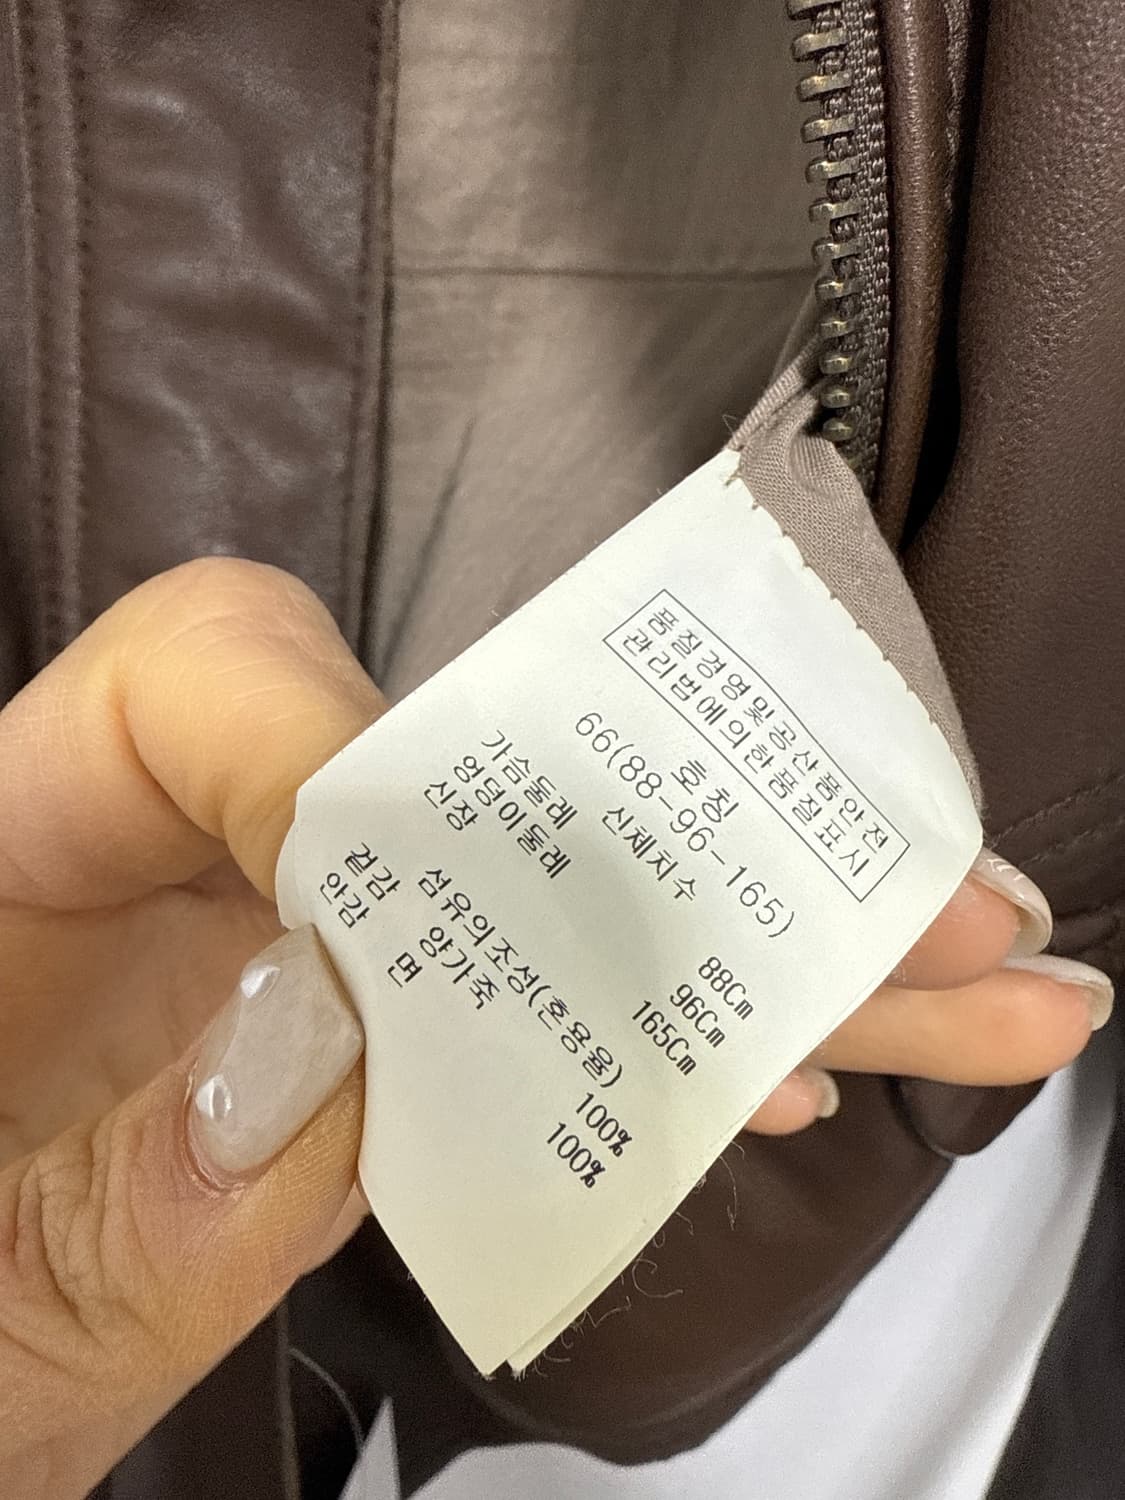 품질경영및공산품안전
관리법에의한품질표시
호칭
66(88-96-165)
신체치수
가슴둘레 88Cm
엉덩이둘레 96Cm
신장 165Cm
섬유의조성(혼용율)
겉감 양가죽 100%
안감 면 100%